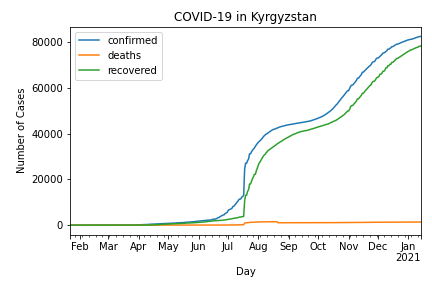 COVID-19 in Kyrgyzstan
confirmed
deaths
recovered
Number of Cases
80000
60000
40000
20000
0
Feb Mar Apr May Jun Jul Aug Sep Oct Nov Dec Jan
2021
Day